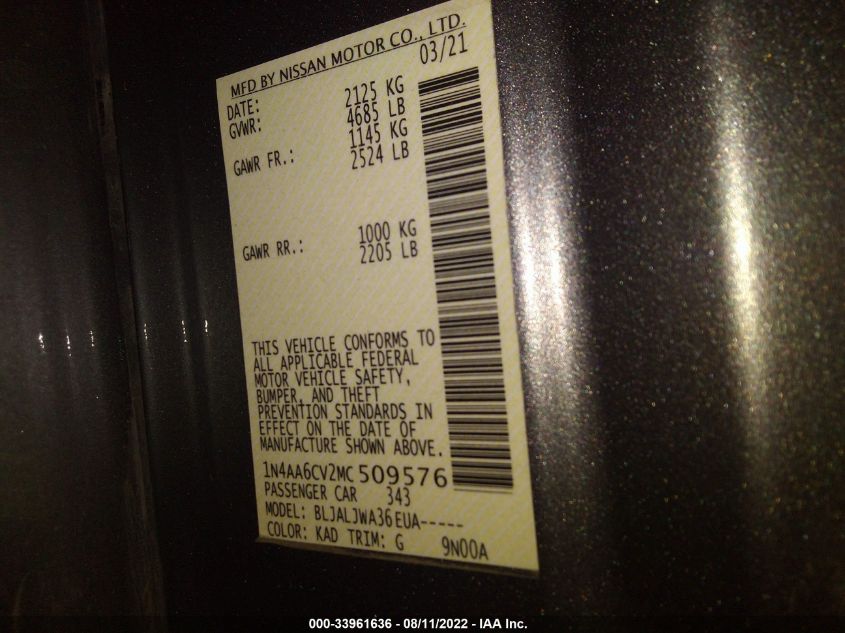 MFD BY NISSAN MOTOR CO., LTD.
DATE: 03/21
GVWR: 2125 KG
4685 LB
GAWR FR.: 1145 KG
2524 LB
GAWR RR.: 1000 KG
2205 LB
THIS VEHICLE CONFORMS TO
ALL APPLICABLE FEDERAL
MOTOR VEHICLE SAFETY,
BUMPER, AND THEFT
PREVENTION STANDARDS IN
EFFECT ON THE DATE OF
MANUFACTURE SHOWN ABOVE.
1N4AA6CV2MC509576
PASSENGER CAR 343
MODEL: BLJALJWA36EUA-----
COLOR: KAD TRIM: G 9N00A
000-33961636 - 08/11/2022 - IAA Inc.